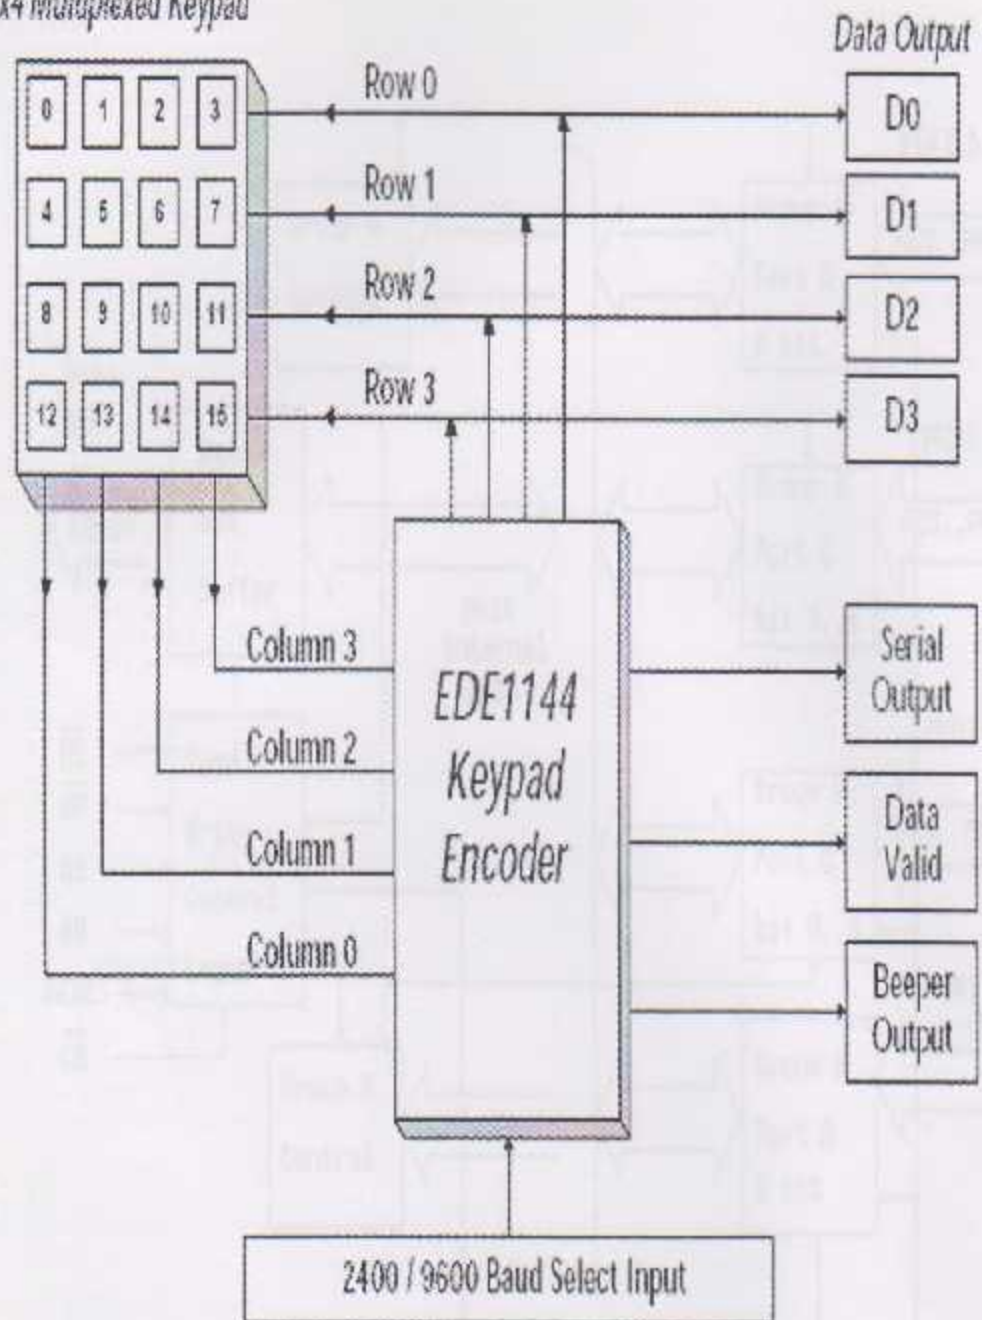 x4 Multiplexed Keypad
Data Output
0 1 2 3
Row 0
D0
4 5 6 7
Row 1
D1
8 9 10 11
Row 2
D2
12 13 14 15
Row 3
D3
Column 3
Column 2
Column 1
Column 0
EDE1144
Keypad
Encoder
Serial
Output
Data
Valid
Beeper
Output
2400 / 9600 Baud Select Input